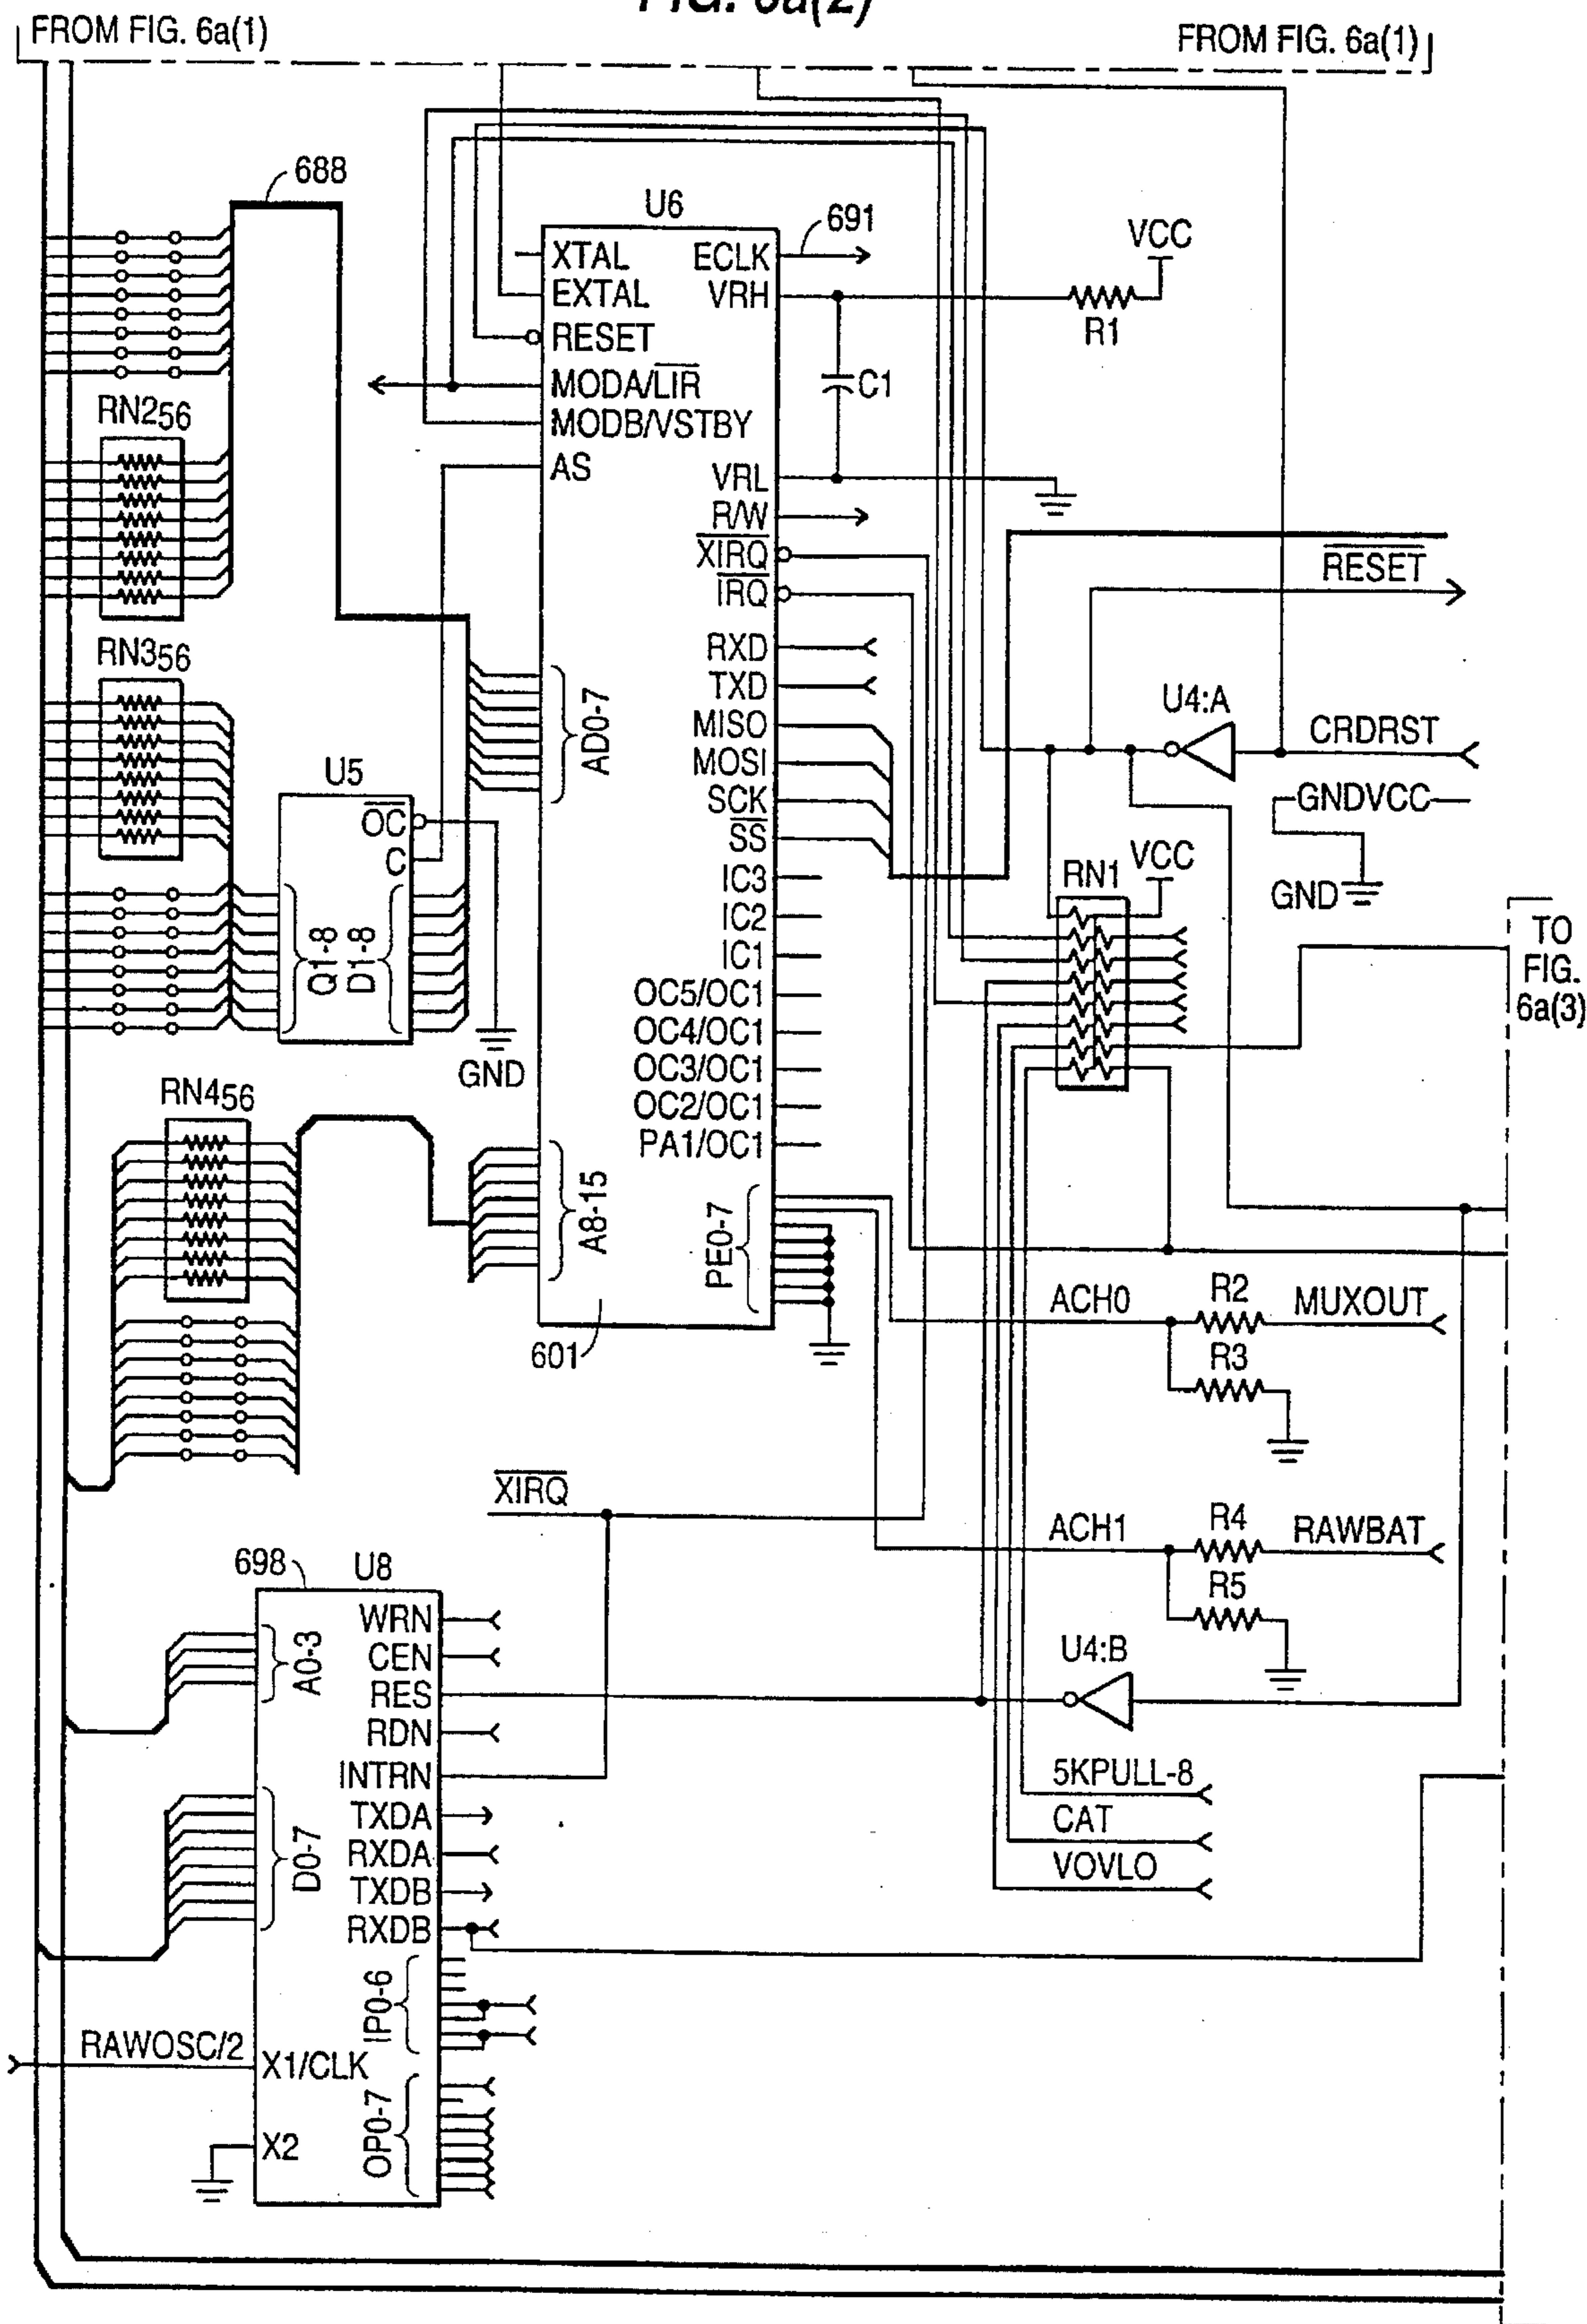 FIG. 6a(2)
FROM FIG. 6a(1)
FROM FIG. 6a(1)
688
U6
691
XTAL
ECLK
VCC
EXTAL
VRH
R1
RESET
MODA/LIR
C1
MODB/VSTBY
RN256
AS
VRL
R/W
XIRQ
RESET
IRQ
RN356
RXD
TXD
AD0-7
U4:A
MISO
CRDRST
MOSI
U5
SCK
GNDVCC
OC
SS
C
IC3
RN1
VCC
GND
IC2
Q1-8
D1-8
IC1
TO
FIG.
6a(3)
OC5/OC1
OC4/OC1
GND
OC3/OC1
RN456
OC2/OC1
PA1/OC1
A8-15
PE0-7
ACH0
R2
MUXOUT
601
R3
XIRQ
ACH1
R4
RAWBAT
698
U8
R5
WRN
A0-3
CEN
U4:B
RES
RDN
INTRN
5KPULL-8
TXDA
CAT
D0-7
RXDA
VOVLO
TXDB
RXDB
IP0-6
RAWOSC/2
X1/CLK
OP0-7
X2